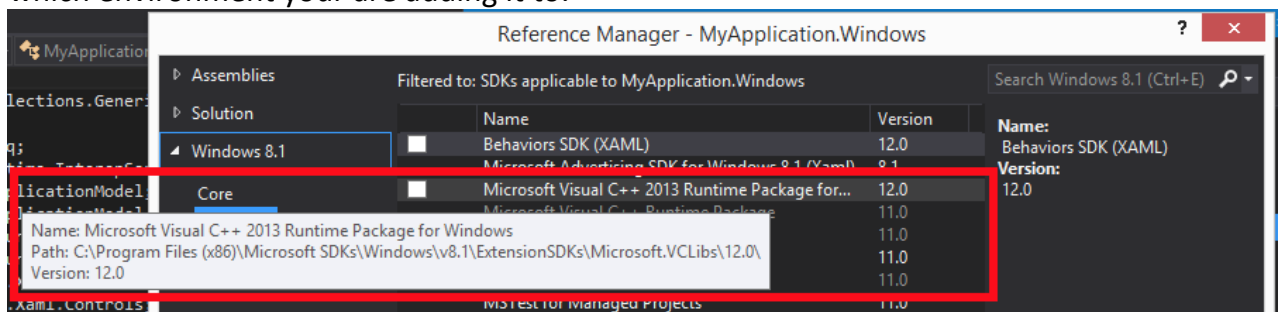 which environment your are adding it to.
Reference Manager - MyApplication.Windows ? ×
MyApplication
Assemblies
Filtered to: SDKs applicable to MyApplication.Windows
Search Windows 8.1 (Ctrl+E)
Solution
Name Version
Name:
Behaviors SDK (XAML)
Windows 8.1
Behaviors SDK (XAML) 12.0
Microsoft Advertising SDK for Windows 8.1 (Xaml) 8.1
Version:
12.0
Core
Microsoft Visual C++ 2013 Runtime Package for... 12.0
Microsoft Visual C++ Runtime Package 11.0
Name: Microsoft Visual C++ 2013 Runtime Package for Windows
Path: C:\Program Files (x86)\Microsoft SDKs\Windows\v8.1\ExtensionSDKs\Microsoft.VCLibs\12.0\
Version: 12.0
11.0
11.0
11.0
MSTest for Managed Projects 11.0
lections.Gener
q;
licationModel;
.Xaml.Controls